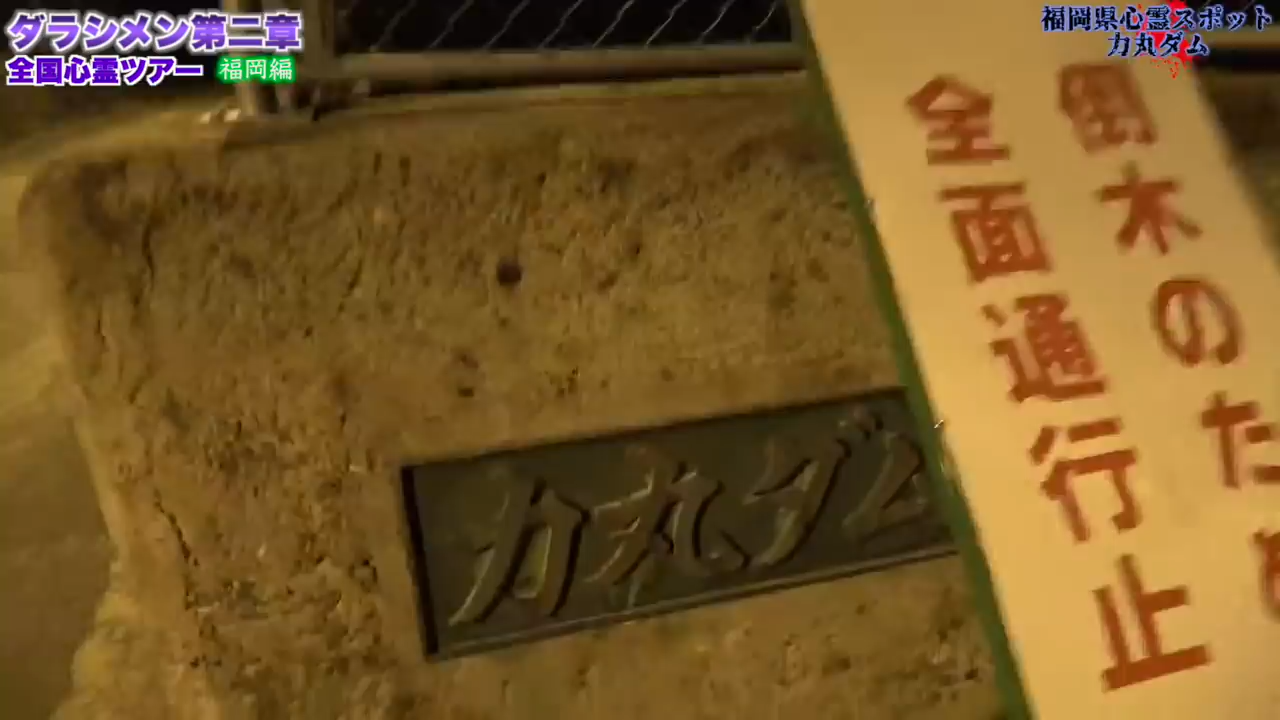 ダラシメン第二章
全国心霊ツアー 福岡編
福岡県心霊スポット
力丸ダム
倒木のため
全面通行止
力丸ダム